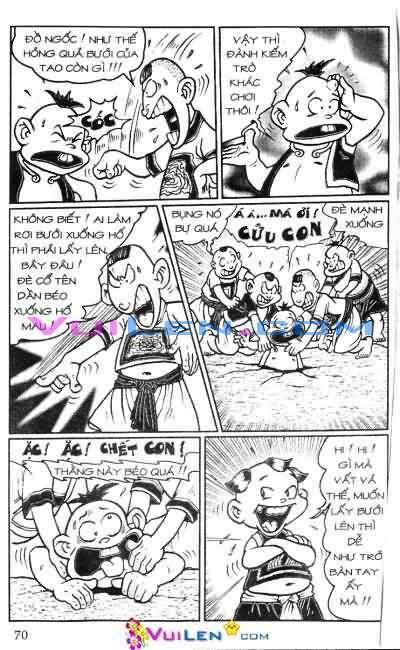 ĐỒ NGỐC! NHƯ THẾ
HỎNG QUẢ BƯỞI CỦA
TAO CÒN GÌ!!!
CỐC
VẬY THÌ
ĐÀNH KIẾM
TRÒ
KHÁC
CHƠI
THÔI!
KHÔNG BIẾT! AI LÀM
RƠI BƯỞI XUỐNG HỐ
THÌ PHẢI LẤY LÊN.
BÂY ĐÂU!
ĐÈ CỔ TÊN
DẦN BÉO
XUỐNG HỐ
MAU!
BỤNG NÓ
BỰ QUÁ
Á Á... MÁ ƠI!
CỨU CON
ĐÈ MẠNH
XUỐNG
ẶC! ẶC! CHẾT CON!
THẰNG NÀY BÉO QUÁ!!
HI! HI!
GÌ MÀ
VẤT VẢ
THẾ, MUỐN
LẤY BƯỞI
LÊN THÌ
DỄ
NHƯ TRỞ
BÀN TAY
ẤY
MÀ!!
VUILEN.COM
70
VUILEN.COM